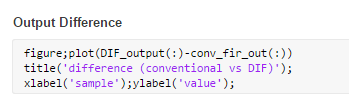 Output Difference
figure;plot(DIF_output(:)-conv_fir_out(:))
title('difference (conventional vs DIF)');
xlabel('sample');ylabel('value');